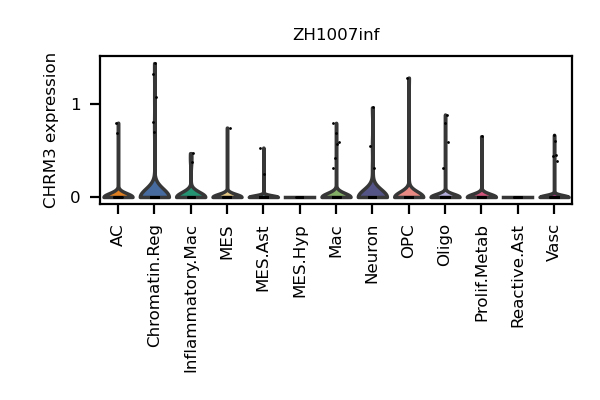 ZH1007inf
CHRM3 expression
1
0
AC
Chromatin.Reg
Inflammatory.Mac
MES
MES.Ast
MES.Hyp
Mac
Neuron
OPC
Oligo
Prolif.Metab
Reactive.Ast
Vasc